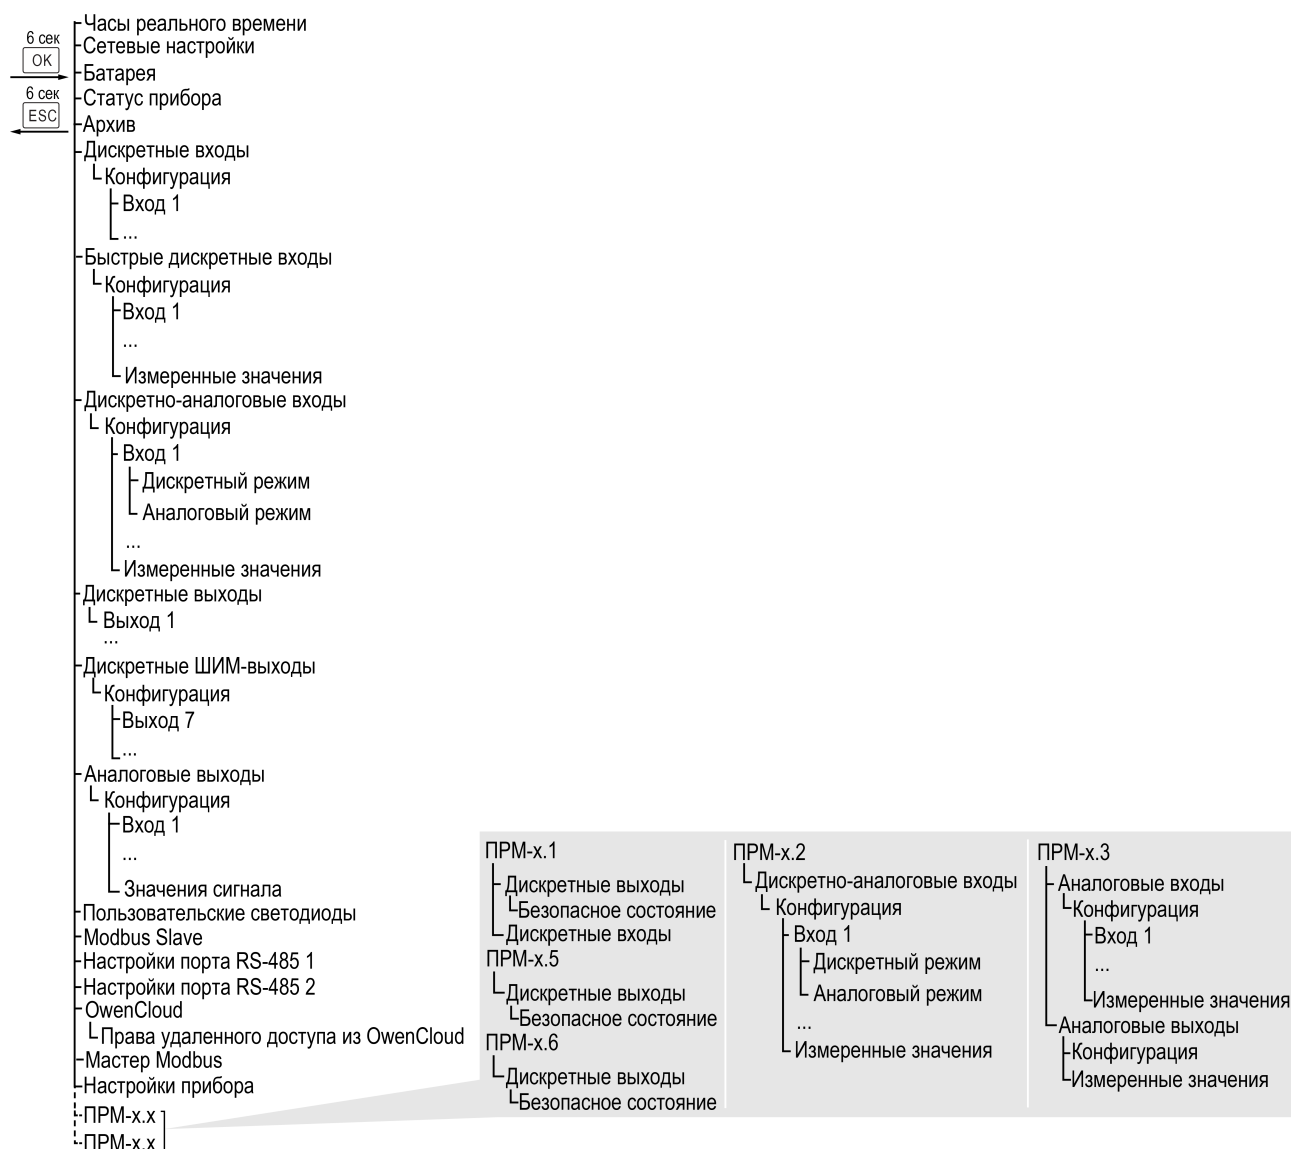 6 сек
OK
6 сек
ESC
Часы реального времени
Сетевые настройки
Батарея
Статус прибора
Архив
Дискретные входы
Конфигурация
Вход 1
...
Быстрые дискретные входы
Конфигурация
Вход 1
...
Измеренные значения
Дискретно-аналоговые входы
Конфигурация
Вход 1
Дискретный режим
Аналоговый режим
...
Измеренные значения
Дискретные выходы
Выход 1
...
Дискретные ШИМ-выходы
Конфигурация
Выход 7
...
Аналоговые выходы
Конфигурация
Вход 1
...
Значения сигнала
Пользовательские светодиоды
Modbus Slave
Настройки порта RS-485 1
Настройки порта RS-485 2
OwenCloud
Права удаленного доступа из OwenCloud
Мастер Modbus
Настройки прибора
ПРМ-х.х
ПРМ-х.х
ПРМ-х.1
Дискретные выходы
Безопасное состояние
Дискретные входы
ПРМ-х.5
Дискретные выходы
Безопасное состояние
ПРМ-х.6
Дискретные выходы
Безопасное состояние
ПРМ-х.2
Дискретно-аналоговые входы
Конфигурация
Вход 1
Дискретный режим
Аналоговый режим
...
Измеренные значения
ПРМ-х.3
Аналоговые входы
Конфигурация
Вход 1
...
Измеренные значения
Аналоговые выходы
Конфигурация
Измеренные значения